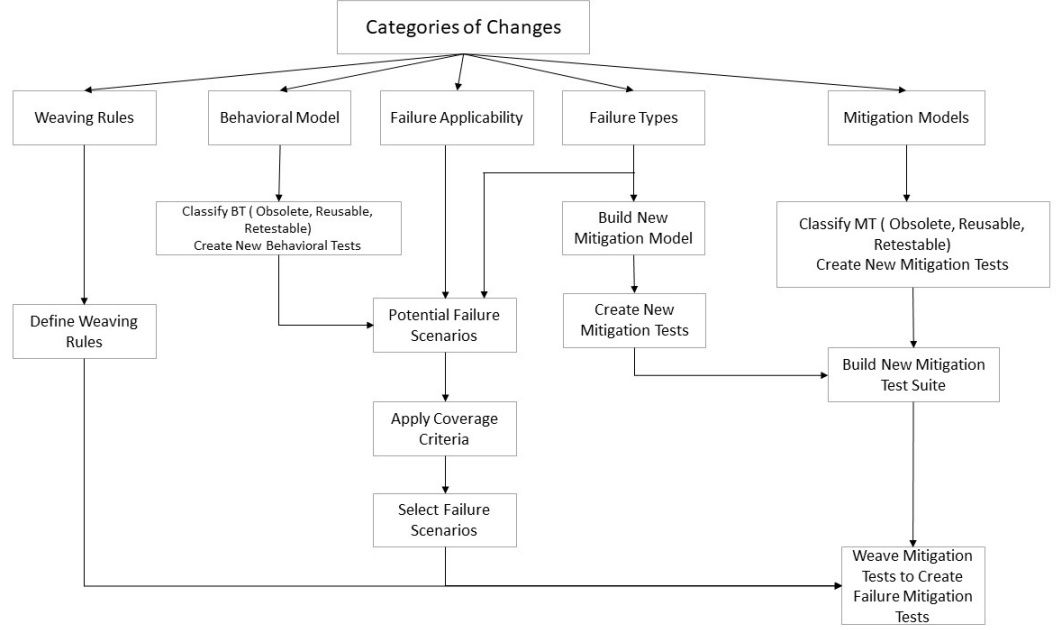 Categories of Changes
Weaving Rules
Behavioral Model
Failure Applicability
Failure Types
Mitigation Models
Classify BT ( Obsolete, Reusable,
Retestable)
Create New Behavioral Tests
Build New
Mitigation Model
Classify MT ( Obsolete, Reusable,
Retestable)
Create New Mitigation Tests
Define Weaving
Rules
Potential Failure
Scenarios
Create New
Mitigation Tests
Build New Mitigation
Test Suite
Apply Coverage
Criteria
Select Failure
Scenarios
Weave Mitigation
Tests to Create
Failure Mitigation
Tests